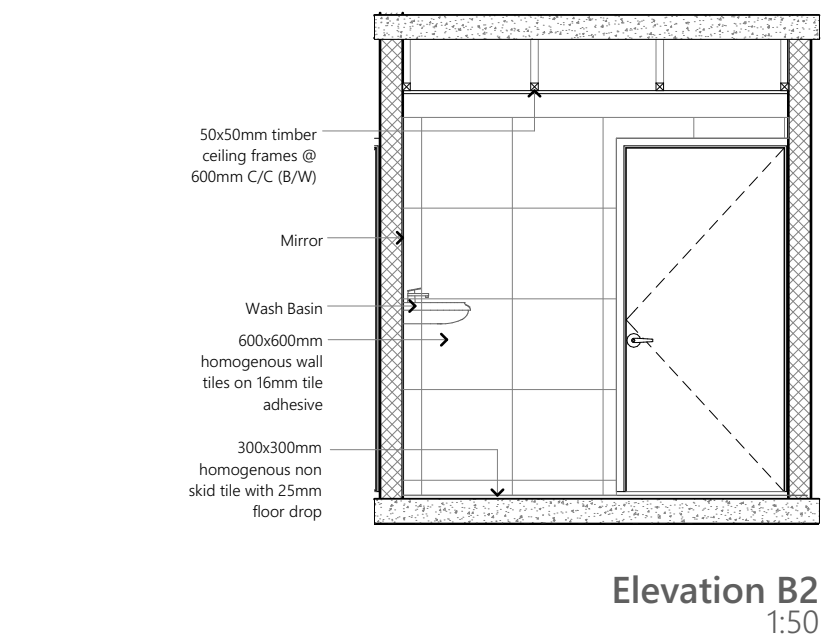 50x50mm timber
ceiling frames @
600mm C/C (B/W)
Mirror
Wash Basin
600x600mm
homogenous wall
tiles on 16mm tile
adhesive
300x300mm
homogenous non
skid tile with 25mm
floor drop
Elevation B2
1:50